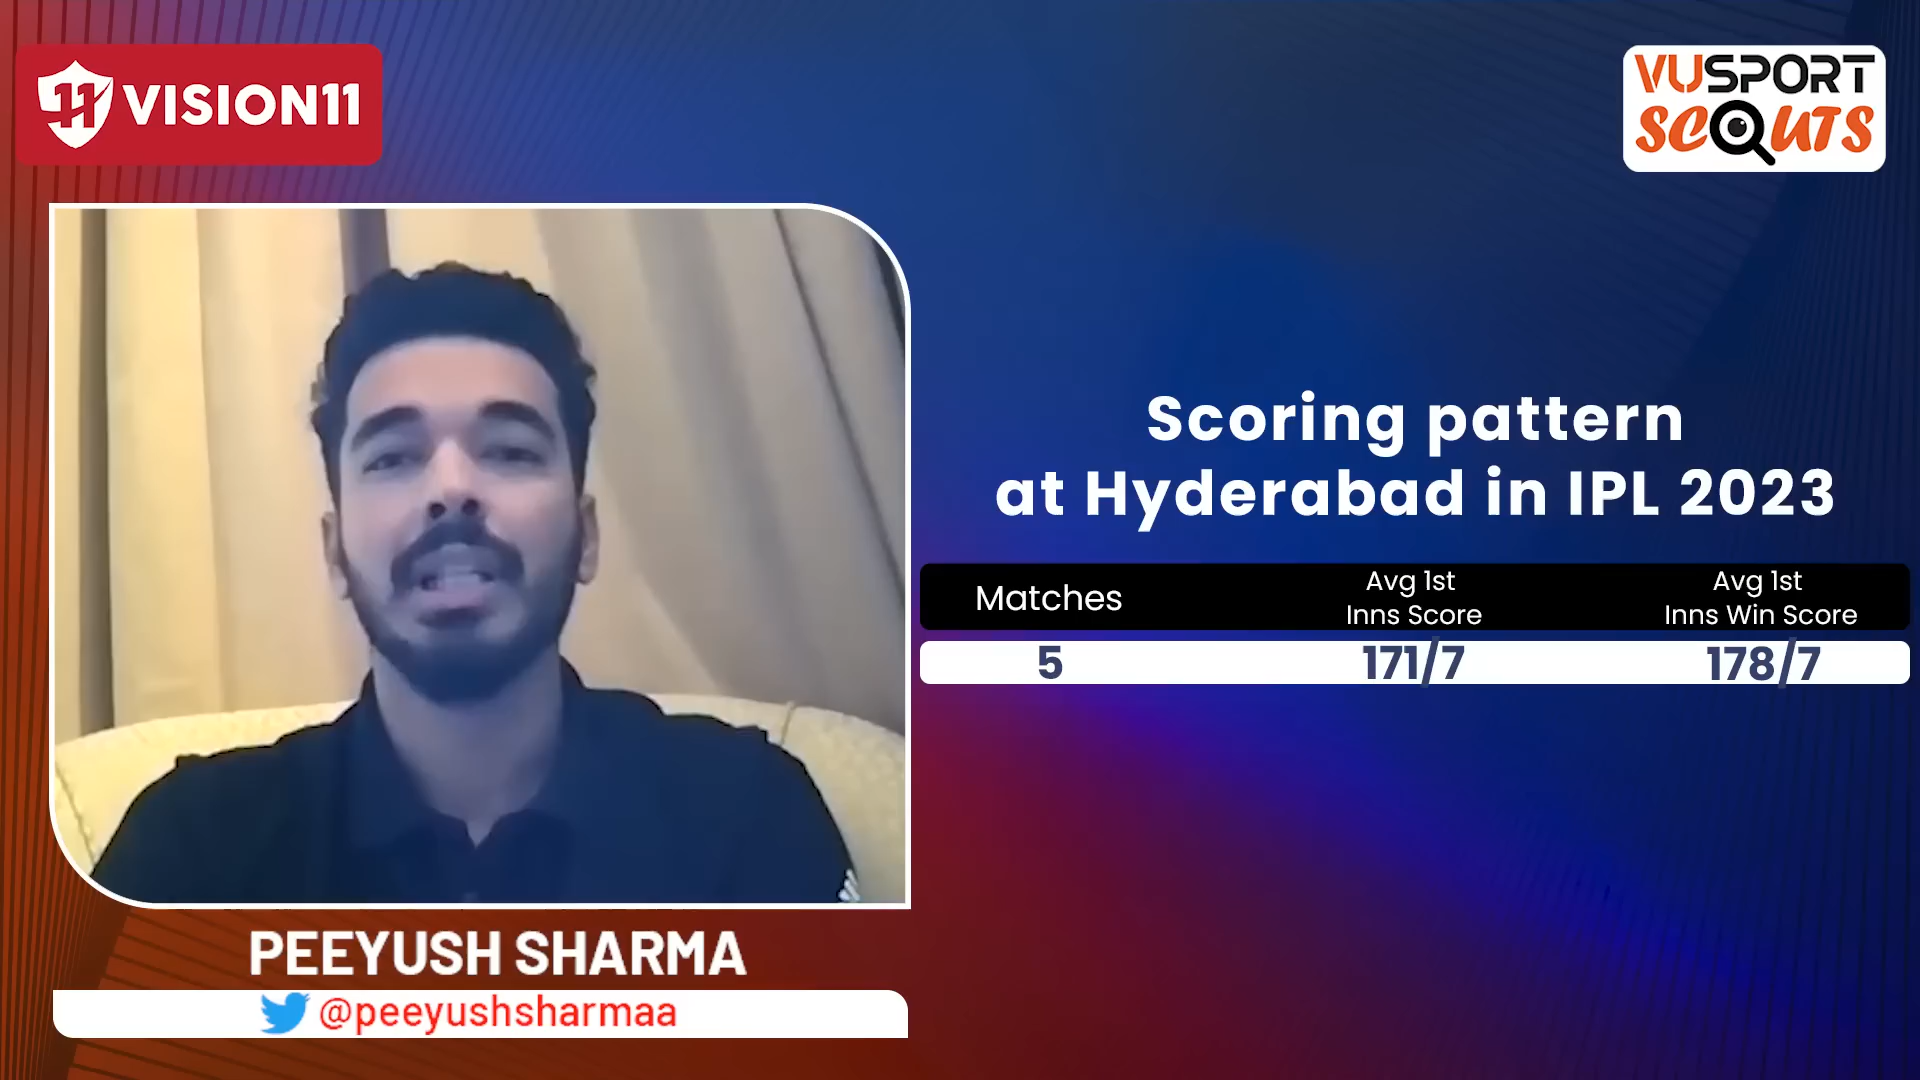 11 VISION11
VUSPORT
SCOUTS
Scoring pattern
at Hyderabad in IPL 2023
Matches
Avg 1st
Inns Score
Avg 1st
Inns Win Score
5
171/7
178/7
PEEYUSH SHARMA
@peeyushsharmaa